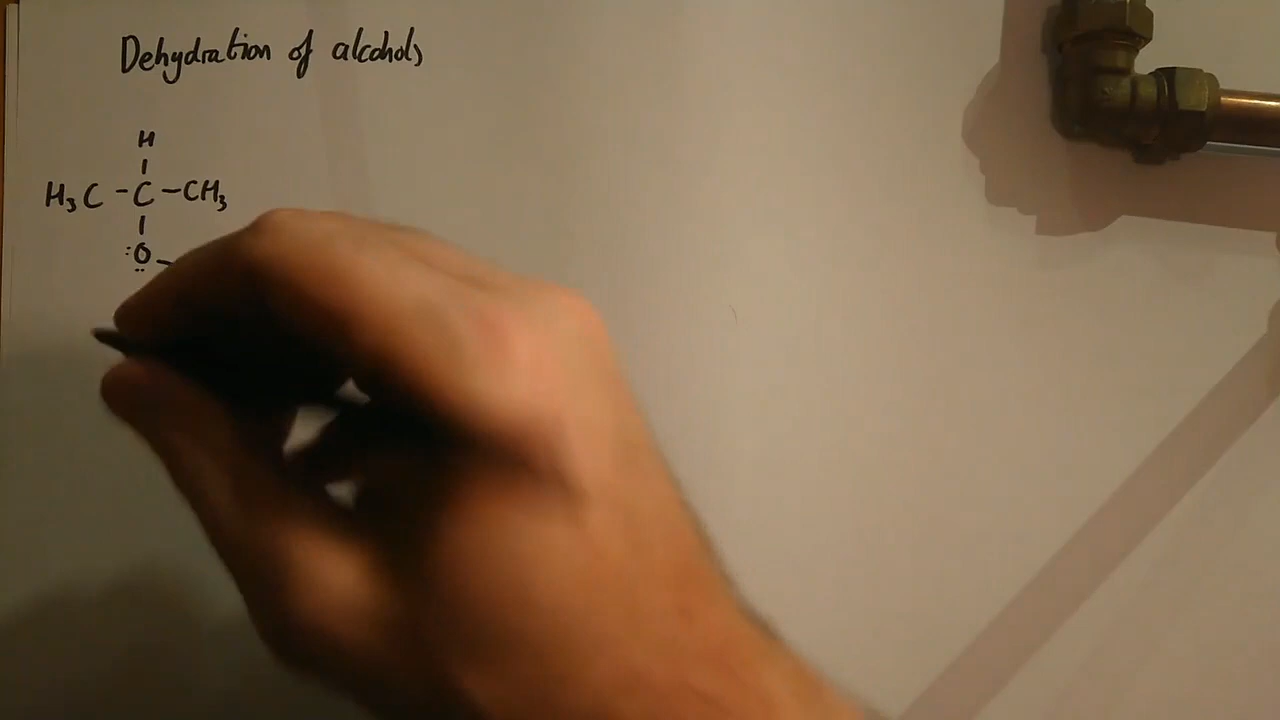 Dehydration of alcohols
H
H₃C - C - CH₃
:O